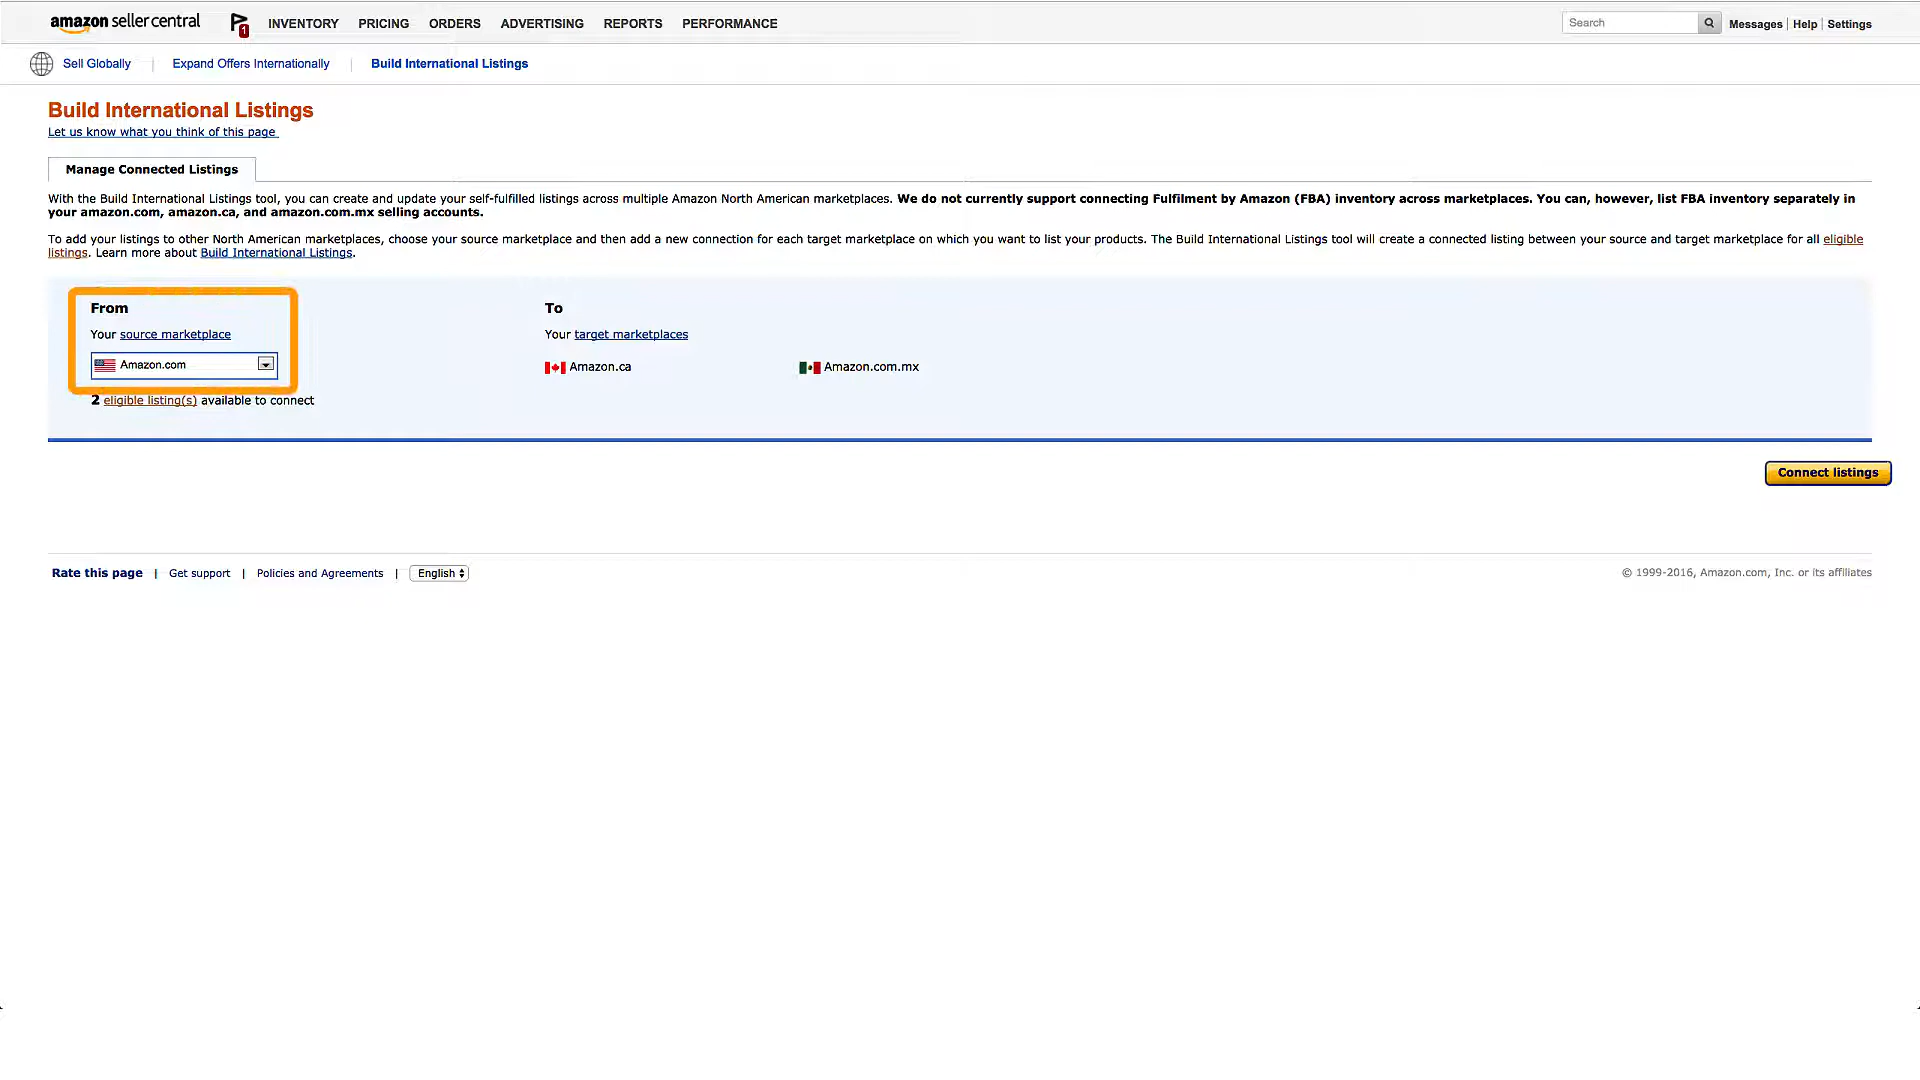 amazon seller central 1 INVENTORY PRICING ORDERS ADVERTISING REPORTS PERFORMANCE Search Messages | Help | Settings
Sell Globally | Expand Offers Internationally | Build International Listings
Build International Listings
Let us know what you think of this page
Manage Connected Listings
With the Build International Listings tool, you can create and update your self-fulfilled listings across multiple Amazon North American marketplaces. We do not currently support connecting Fulfilment by Amazon (FBA) inventory across marketplaces. You can, however, list FBA inventory separately in
your amazon.com, amazon.ca, and amazon.com.mx selling accounts.
To add your listings to other North American marketplaces, choose your source marketplace and then add a new connection for each target marketplace on which you want to list your products. The Build International Listings tool will create a connected listing between your source and target marketplace for all eligible
listings. Learn more about Build International Listings.
From To
Your source marketplace Your target marketplaces
Amazon.com Amazon.ca Amazon.com.mx
2 eligible listing(s) available to connect
Connect listings
Rate this page | Get support | Policies and Agreements | English © 1999-2016, Amazon.com, Inc. or its affiliates